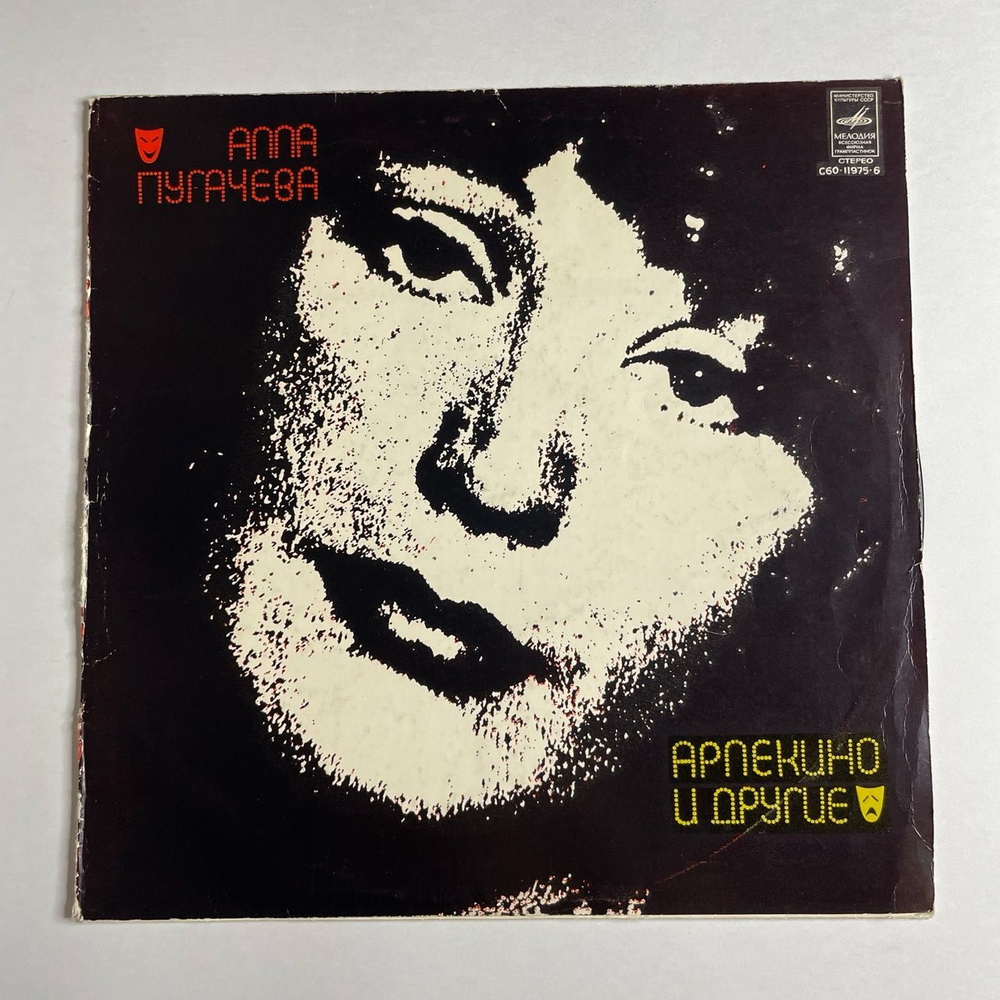 АЛЛА
ПУГАЧЕВА
МИНИСТЕРСТВО
КУЛЬТУРЫ СССР
МЕЛОДИЯ
ВСЕСОЮЗНАЯ
ФИРМА
ГРАМПЛАСТИНОК
СТЕРЕО
С60-11975-6
АРЛЕКИНО
И ДРУГИЕ